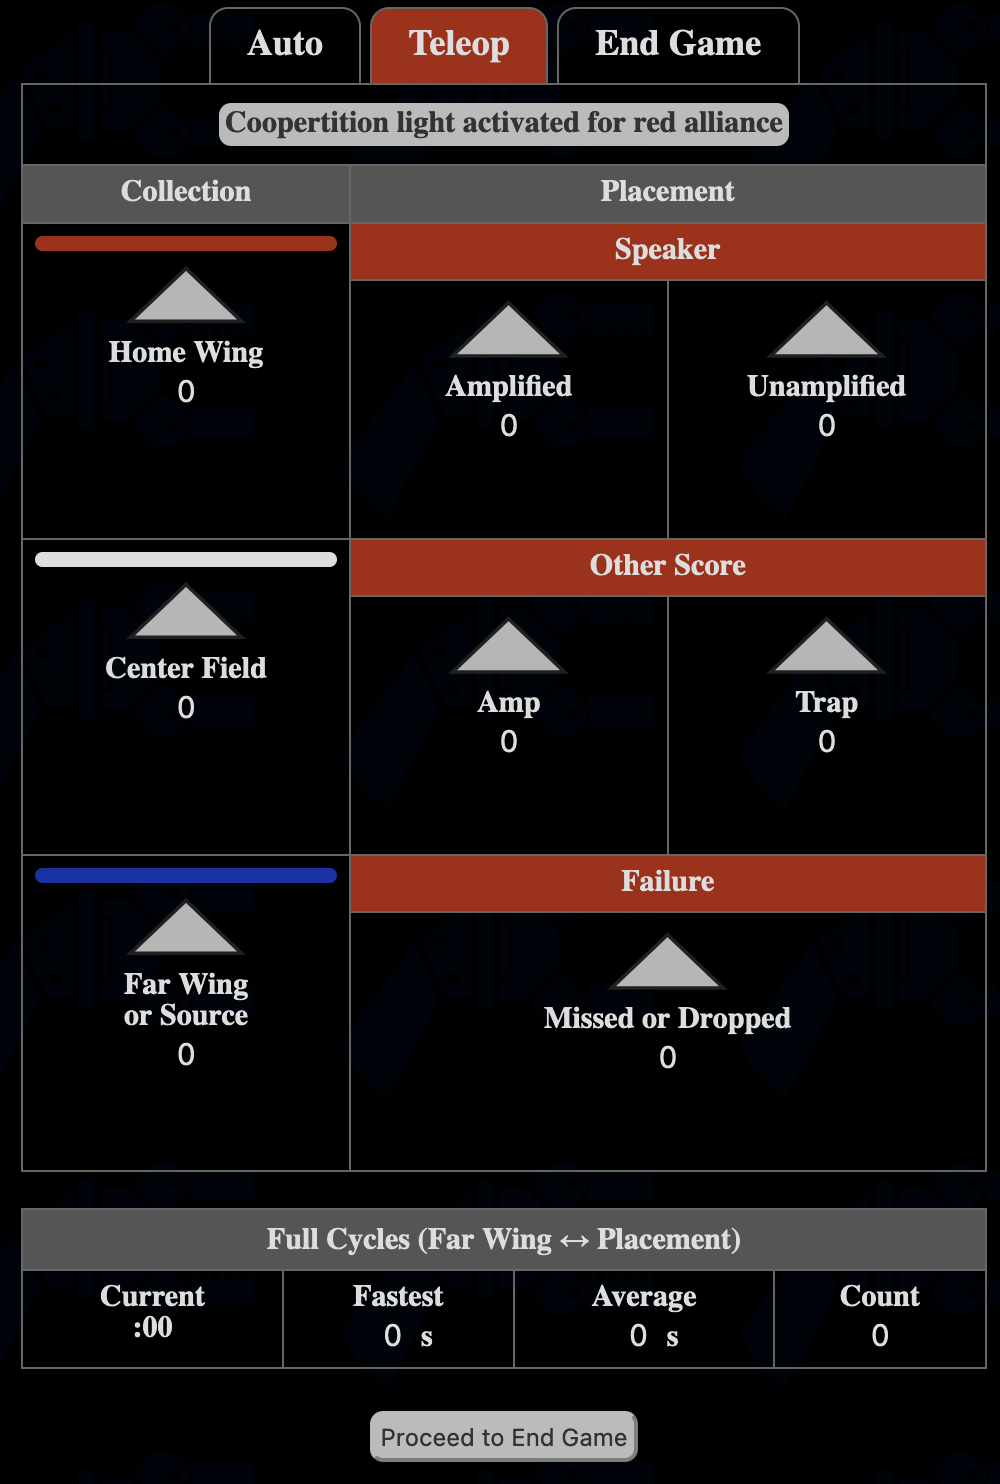 Auto
Teleop
End Game
Coopertition light activated for red alliance
Collection
Placement
Speaker
Home Wing
0
Amplified
0
Unamplified
0
Other Score
Center Field
0
Amp
0
Trap
0
Failure
Far Wing
or Source
0
Missed or Dropped
0
Full Cycles (Far Wing ↔ Placement)
Current
:00
Fastest
0 s
Average
0 s
Count
0
Proceed to End Game